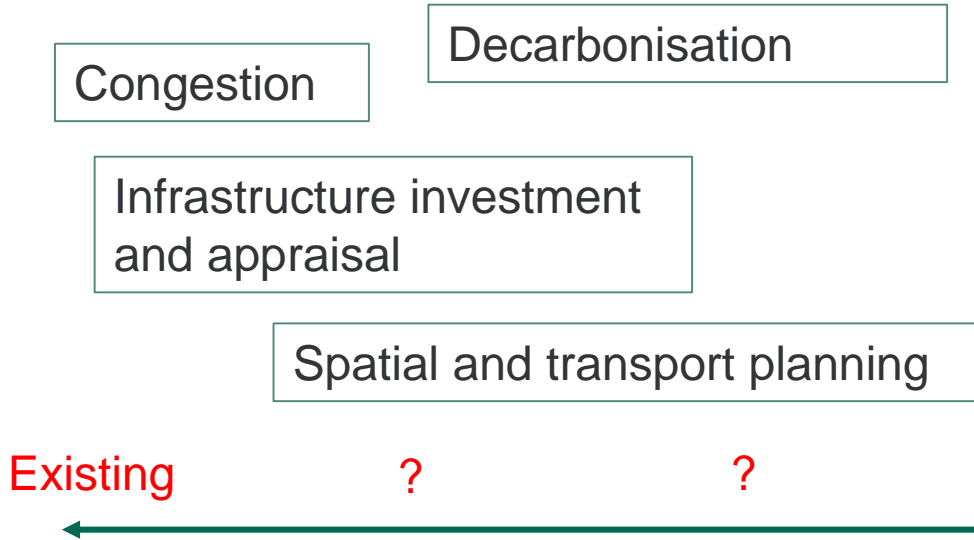 Decarbonisation
Congestion
Infrastructure investment
and appraisal
Spatial and transport planning
Existing ? ?